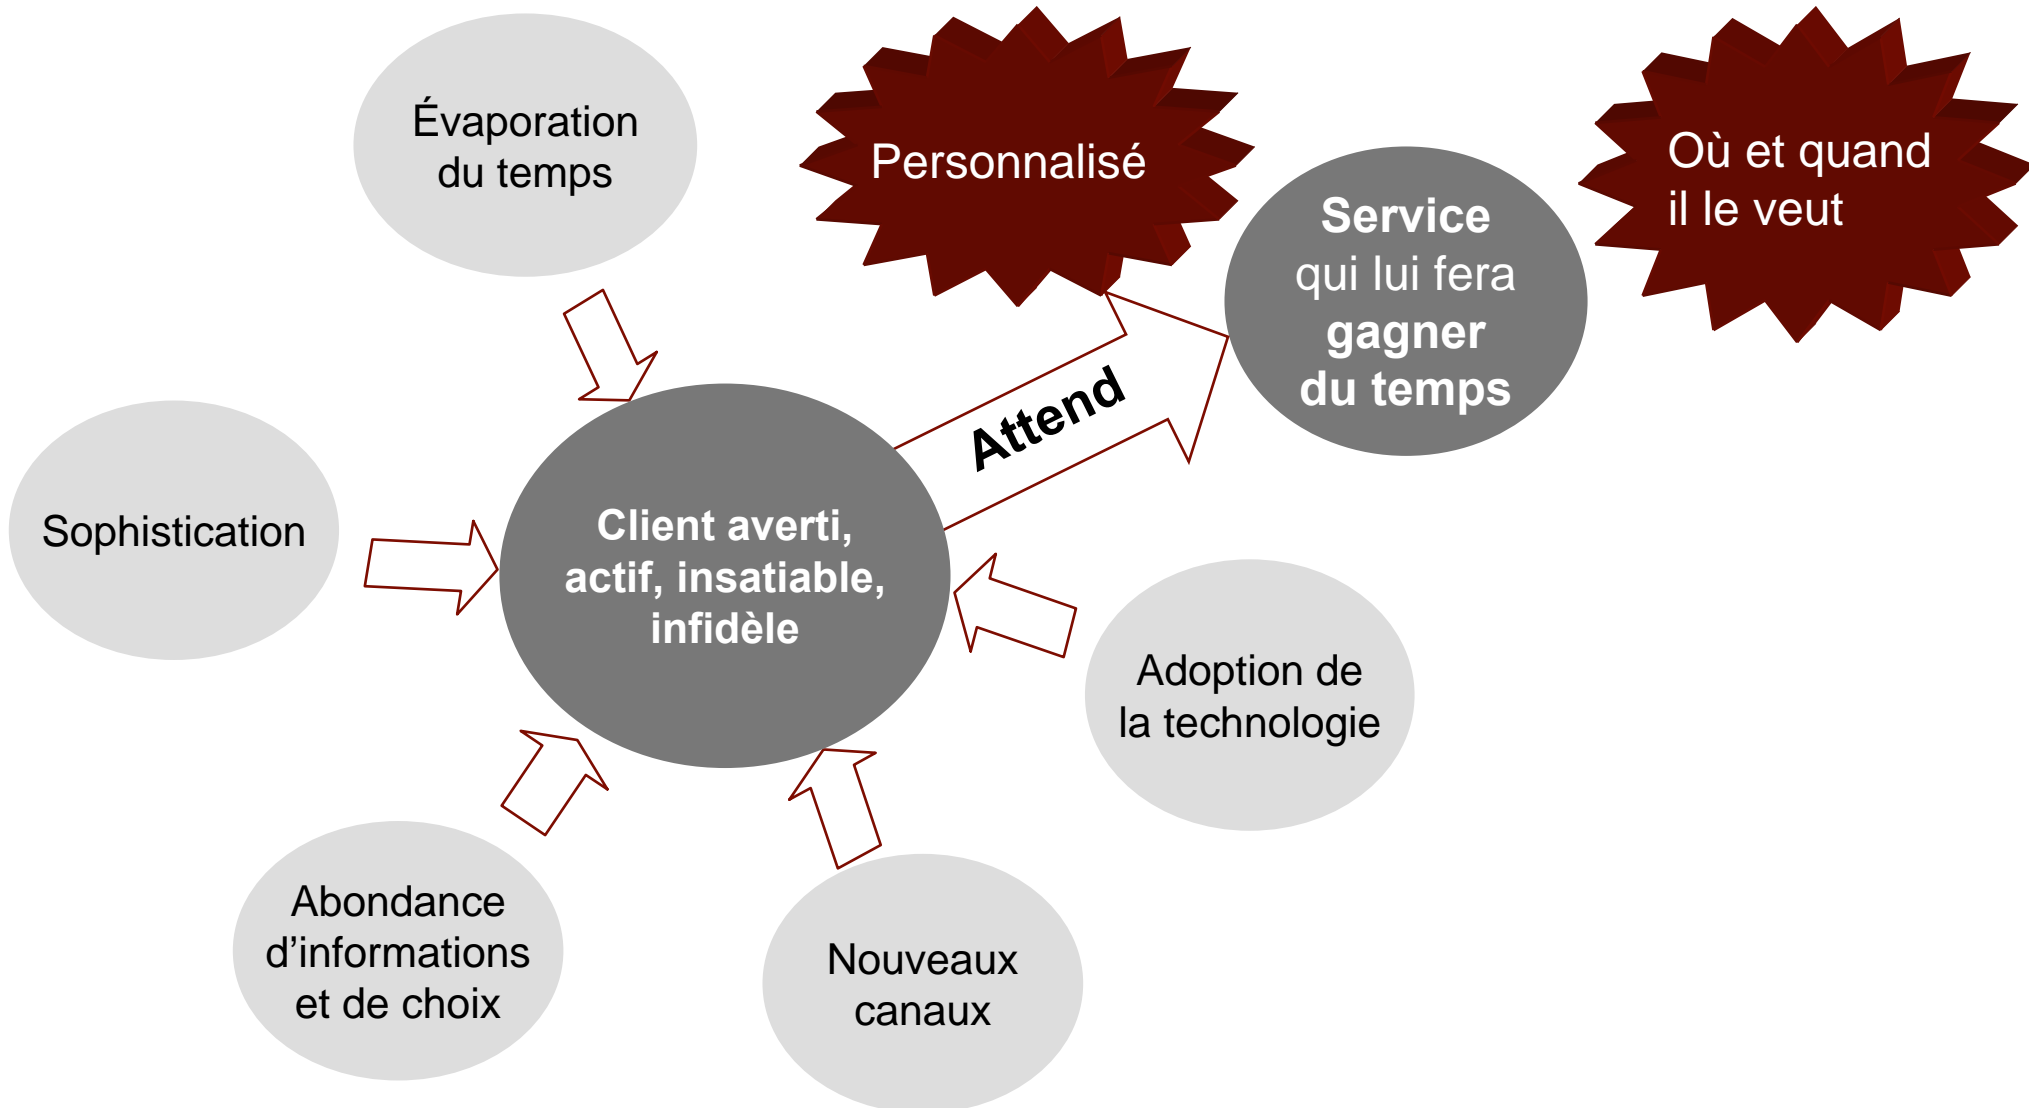 Évaporation
du temps
Personnalisé
Où et quand
il le veut
Service
qui lui fera
gagner
du temps
Attend
Sophistication
Client averti,
actif, insatiable,
infidèle
Adoption de
la technologie
Abondance
d’informations
et de choix
Nouveaux
canaux